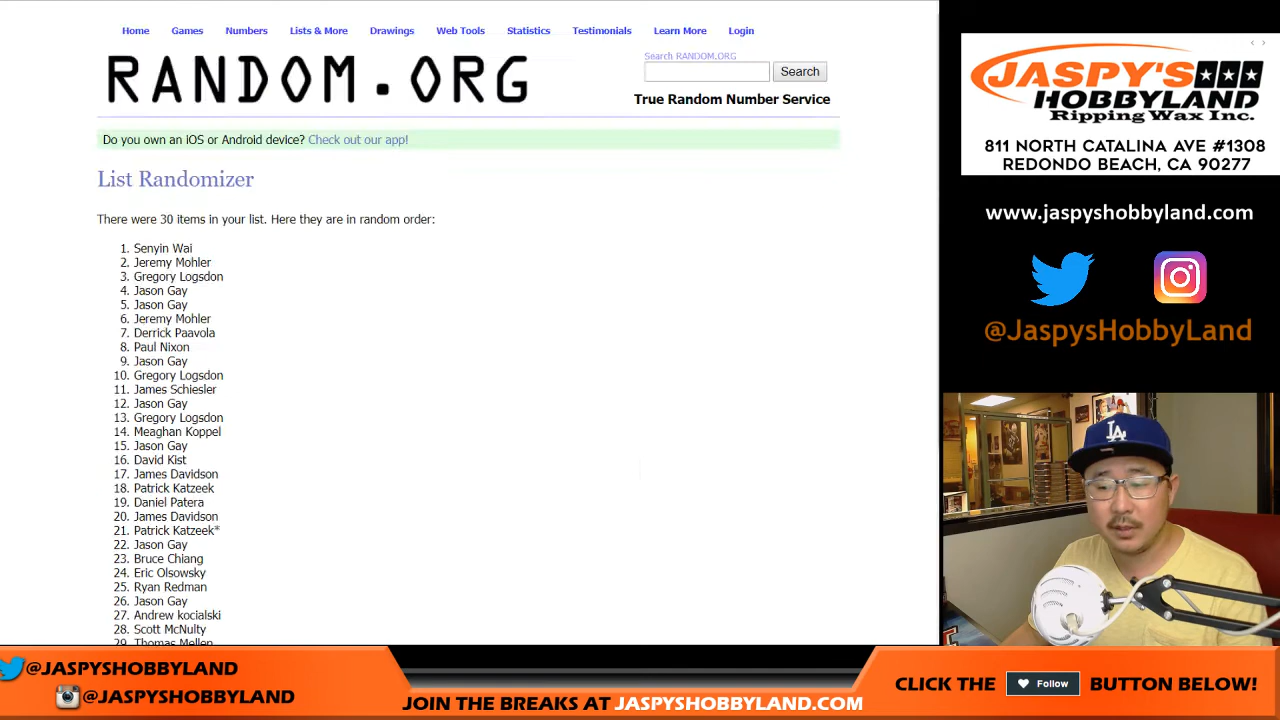 Home Games Numbers Lists & More Drawings Web Tools Statistics Testimonials Learn More Login
RANDOM.ORG
Search RANDOM.ORG
Search
True Random Number Service
Do you own an iOS or Android device? Check out our app!
List Randomizer
There were 30 items in your list. Here they are in random order:
1. Senyin Wai
2. Jeremy Mohler
3. Gregory Logsdon
4. Jason Gay
5. Jason Gay
6. Jeremy Mohler
7. Derrick Paavola
8. Paul Nixon
9. Jason Gay
10. Gregory Logsdon
11. James Schiesler
12. Jason Gay
13. Gregory Logsdon
14. Meaghan Koppel
15. Jason Gay
16. David Kist
17. James Davidson
18. Patrick Katzeek
19. Daniel Patera
20. James Davidson
21. Patrick Katzeek*
22. Jason Gay
23. Bruce Chiang
24. Eric Olsowsky
25. Ryan Redman
26. Jason Gay
27. Andrew kocialski
28. Scott McNulty
29. Thomas Mellen
JASPY'S
HOBBYLAND
Ripping Wax Inc.
811 NORTH CATALINA AVE #1308
REDONDO BEACH, CA 90277
www.jaspyshobbyland.com
@JaspysHobbyLand
LA
@JASPYSHOBBYLAND
@JASPYSHOBBYLAND
JOIN THE BREAKS AT JASPYSHOBBYLAND.COM
CLICK THE Follow BUTTON BELOW!